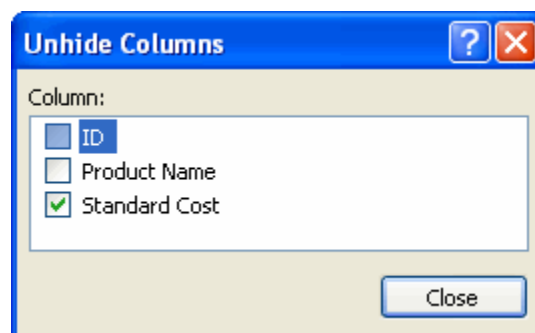 Unhide Columns
Column:
ID
Product Name
Standard Cost
Close